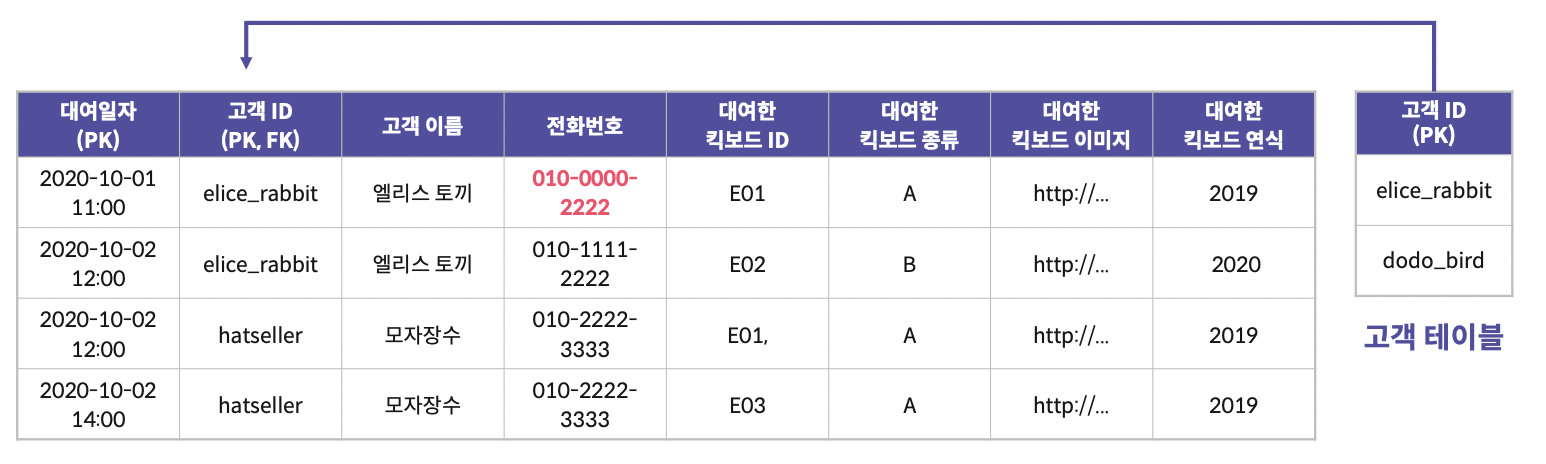 대여일자
(PK)
고객 ID
(PK, FK)
고객 이름
전화번호
대여한
킥보드 ID
대여한
킥보드 종류
대여한
킥보드 이미지
대여한
킥보드 연식
2020-10-01
11:00
elice_rabbit
엘리스 토끼
010-0000-
2222
E01
A
http://...
2019
2020-10-02
12:00
elice_rabbit
엘리스 토끼
010-1111-
2222
E02
B
http://...
2020
2020-10-02
12:00
hatseller
모자장수
010-2222-
3333
E01,
A
http://...
2019
2020-10-02
14:00
hatseller
모자장수
010-2222-
3333
E03
A
http://...
2019
고객 ID
(PK)
elice_rabbit
dodo_bird
고객 테이블